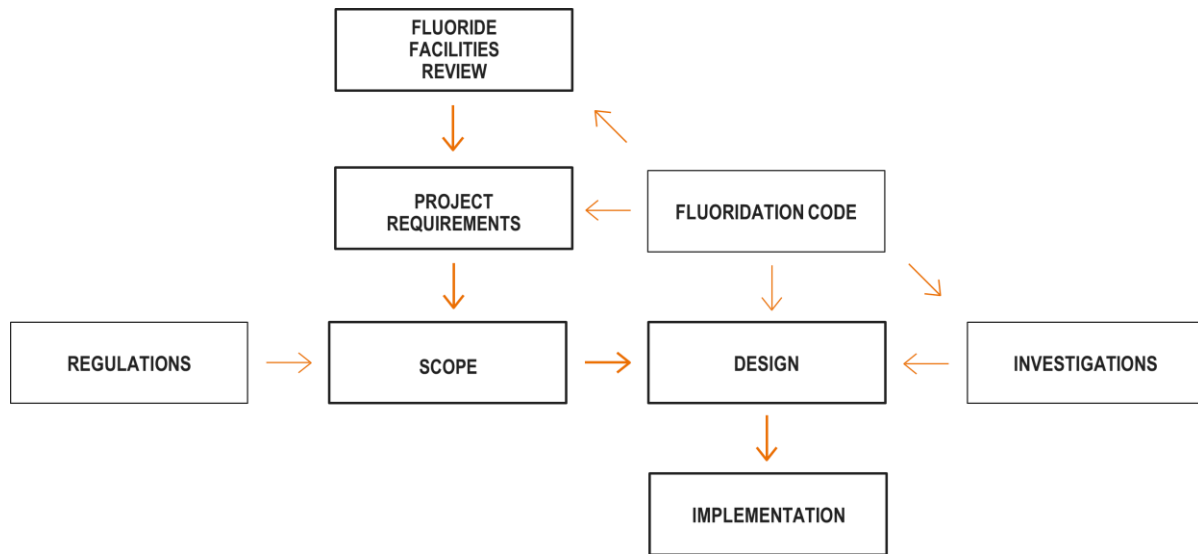 FLUORIDE
FACILITIES
REVIEW
PROJECT
REQUIREMENTS
FLUORIDATION CODE
REGULATIONS
SCOPE
DESIGN
INVESTIGATIONS
IMPLEMENTATION